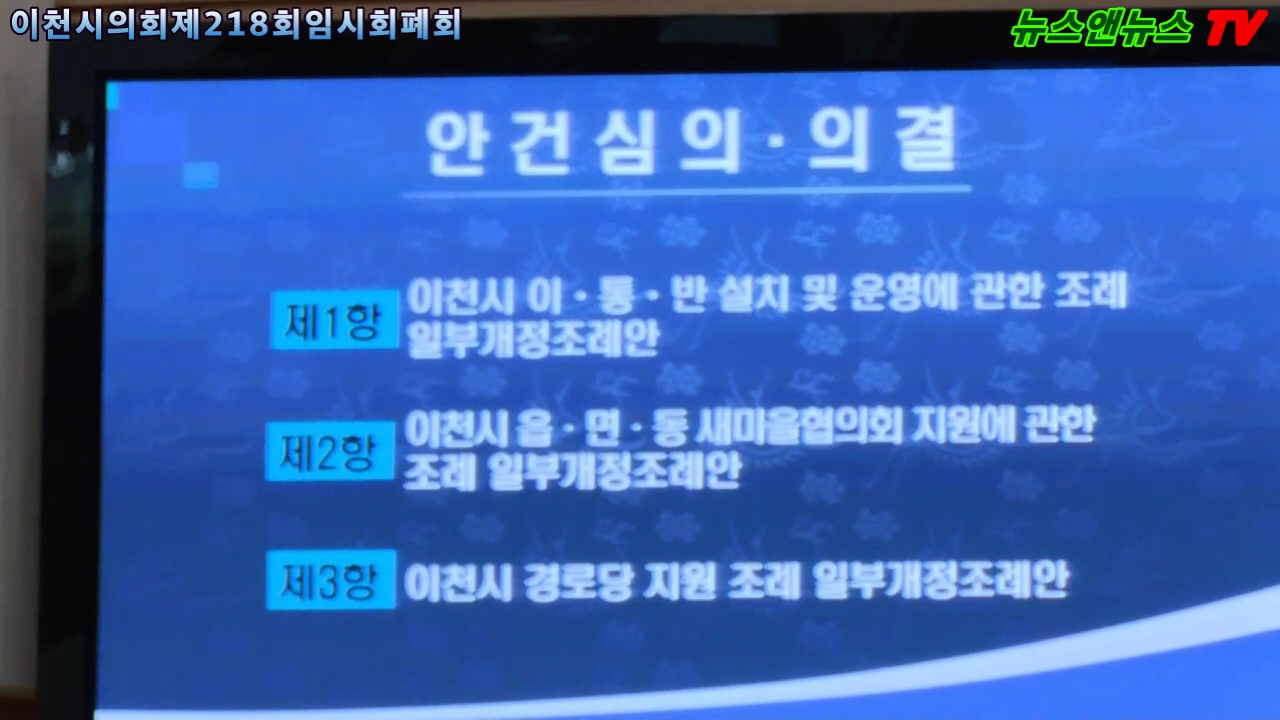 이천시의회제218회임시회폐회
뉴스앤뉴스 TV
안건심의·의결
제1항
이천시 이·통·반 설치 및 운영에 관한 조례
일부개정조례안
제2항
이천시 읍·면·동 새마을협의회 지원에 관한
조례 일부개정조례안
제3항
이천시 경로당 지원 조례 일부개정조례안